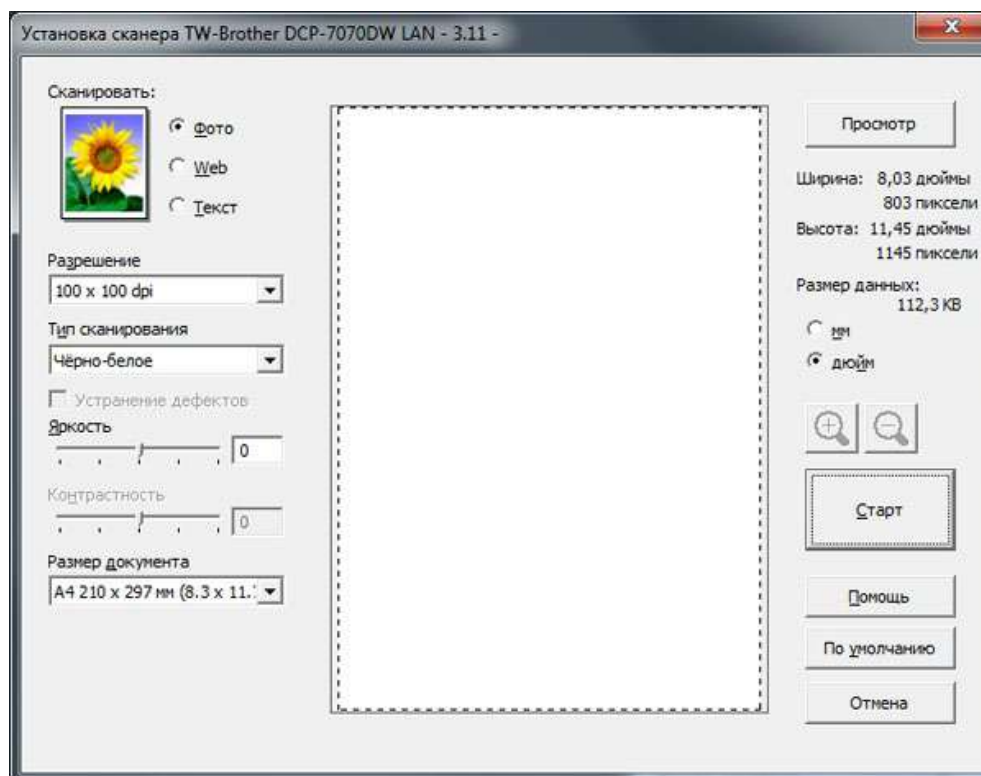 Установка сканера TW-Brother DCP-7070DW LAN - 3.11 -
Сканировать:
Фото
Web
Текст
Разрешение
100 x 100 dpi
Тип сканирования
Чёрно-белое
Устранение дефектов
Яркость
0
Контрастность
0
Размер документа
A4 210 x 297 мм (8.3 x 11.
Просмотр
Ширина: 8,03 дюймы
803 пиксели
Высота: 11,45 дюймы
1145 пиксели
Размер данных:
112,3 KB
мм
дюйм
Старт
Помощь
По умолчанию
Отмена